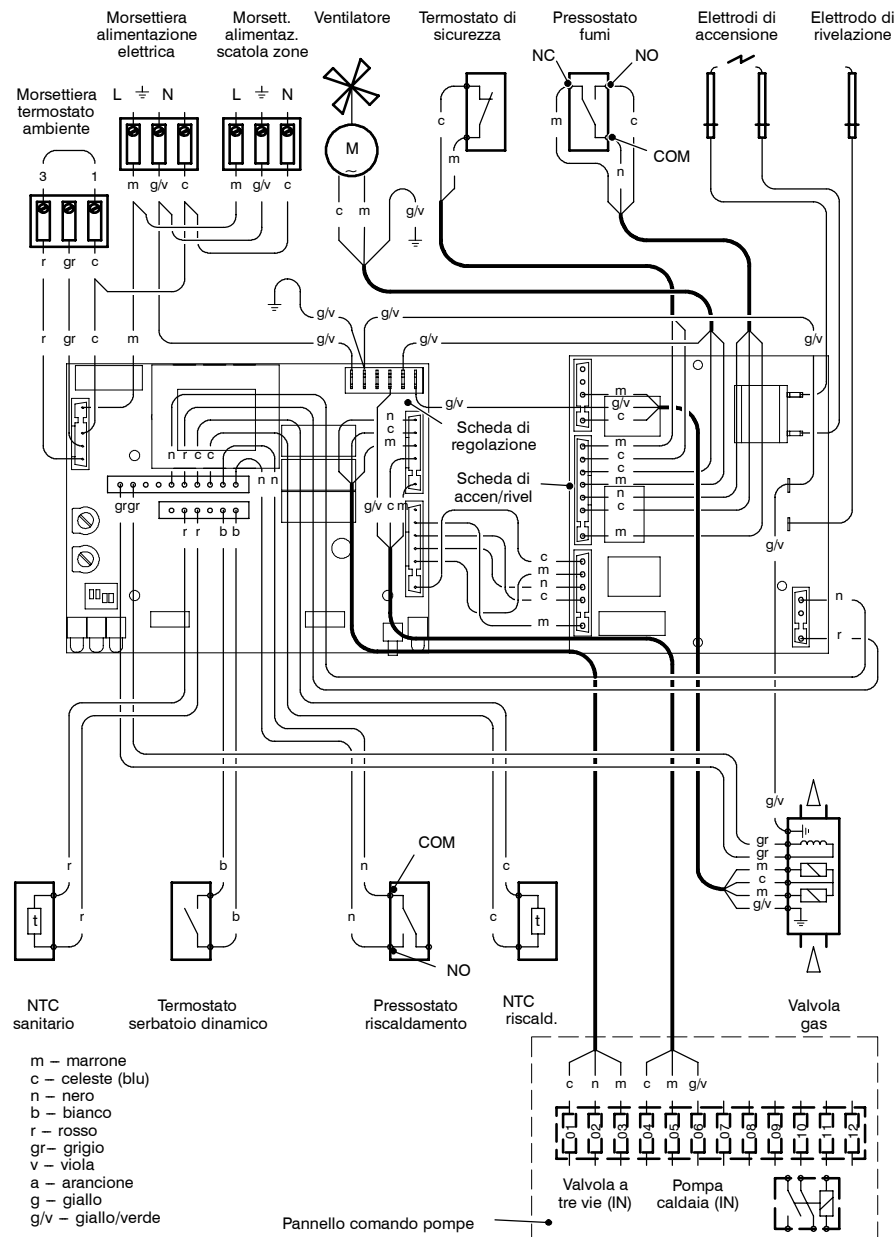 Morsettiera
alimentazione
elettrica
Morsett.
alimentaz.
scatola zone
Ventilatore
Termostato di
sicurezza
Pressostato
fumi
Elettrodi di
accensione
Elettrodo di
rivelazione
NC
NO
Morsettiera
termostato
ambiente
L
N
L
N
M
~
c
m
c
m
COM
n
3
1
m
g/v
c
m
g/v
c
c
m
g/v
r
gr
c
g/v
g/v
g/v
g/v
g/v
r
gr
c
m
g/v
Scheda di
regolazione
Scheda di
accen/rivel
n
c
m
m
g/v
c
m
c
c
m
n
c
m
n
r
c
c
n
n
gr
gr
g/v
c
m
r
r
b
b
g/v
c
m
n
c
m
n
r
g/v
gr
gr
m
c
m
g/v
r
b
n
COM
c
t
r
b
n
c
t
NO
NTC
sanitario
Termostato
serbatoio dinamico
Pressostato
riscaldamento
NTC
riscald.
Valvola
gas
m – marrone
c – celeste (blu)
n – nero
b – bianco
r – rosso
gr– grigio
v – viola
a – arancione
g – giallo
g/v – giallo/verde
c
n
m
c
m
g/v
01
02
03
04
05
06
07
08
09
10
11
12
Valvola a
tre vie (IN)
Pompa
caldaia (IN)
Pannello comando pompe